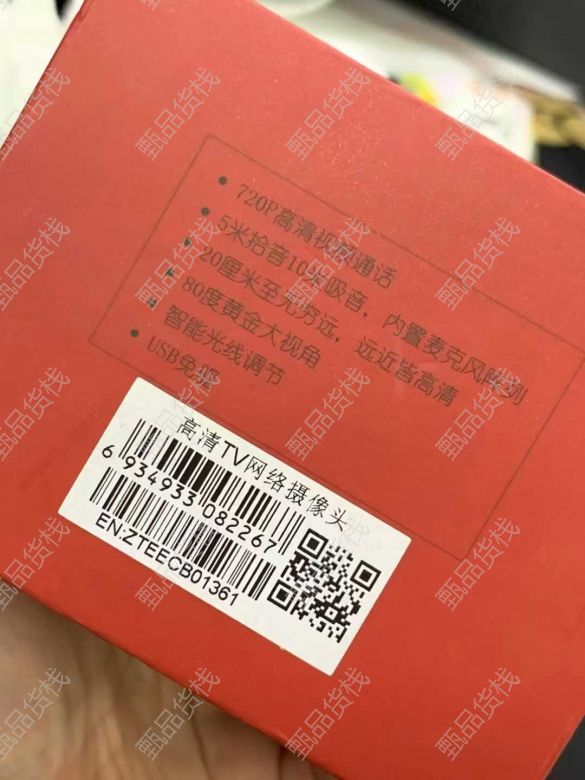 720P高清视频通话
5米拾音10米吸音，内置麦克风阵列
20厘米至无穷远，远近皆高清
80度黄金大视角
智能光线调节
USB免驱
高清TV网络摄像头
6 934933 082267
EN:ZTEECB01361
甄品货栈